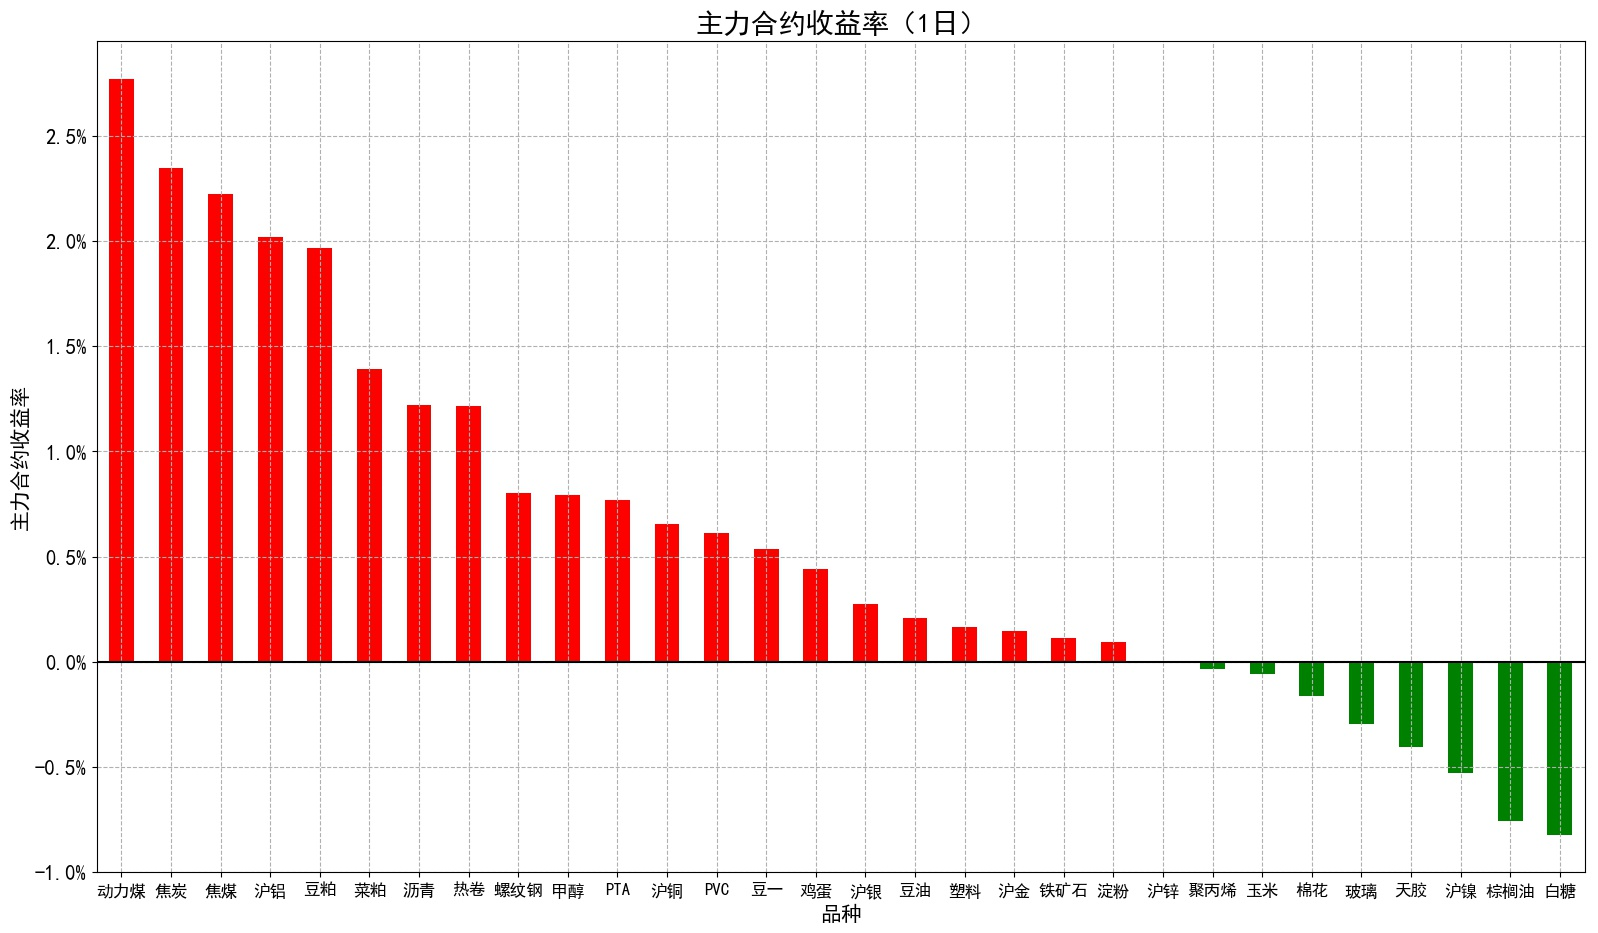 主力合约收益率（1日）
主力合约收益率
2.5%
2.0%
1.5%
1.0%
0.5%
0.0%
−0.5%
−1.0%
动力煤 焦炭 焦煤 沪铝 豆粕 菜粕 沥青 热卷 螺纹钢 甲醇 PTA 沪铜 PVC 豆一 鸡蛋 沪银 豆油 塑料 沪金 铁矿石 淀粉 沪锌 聚丙烯 玉米 棉花 玻璃 天胶 沪镍 棕榈油 白糖
品种